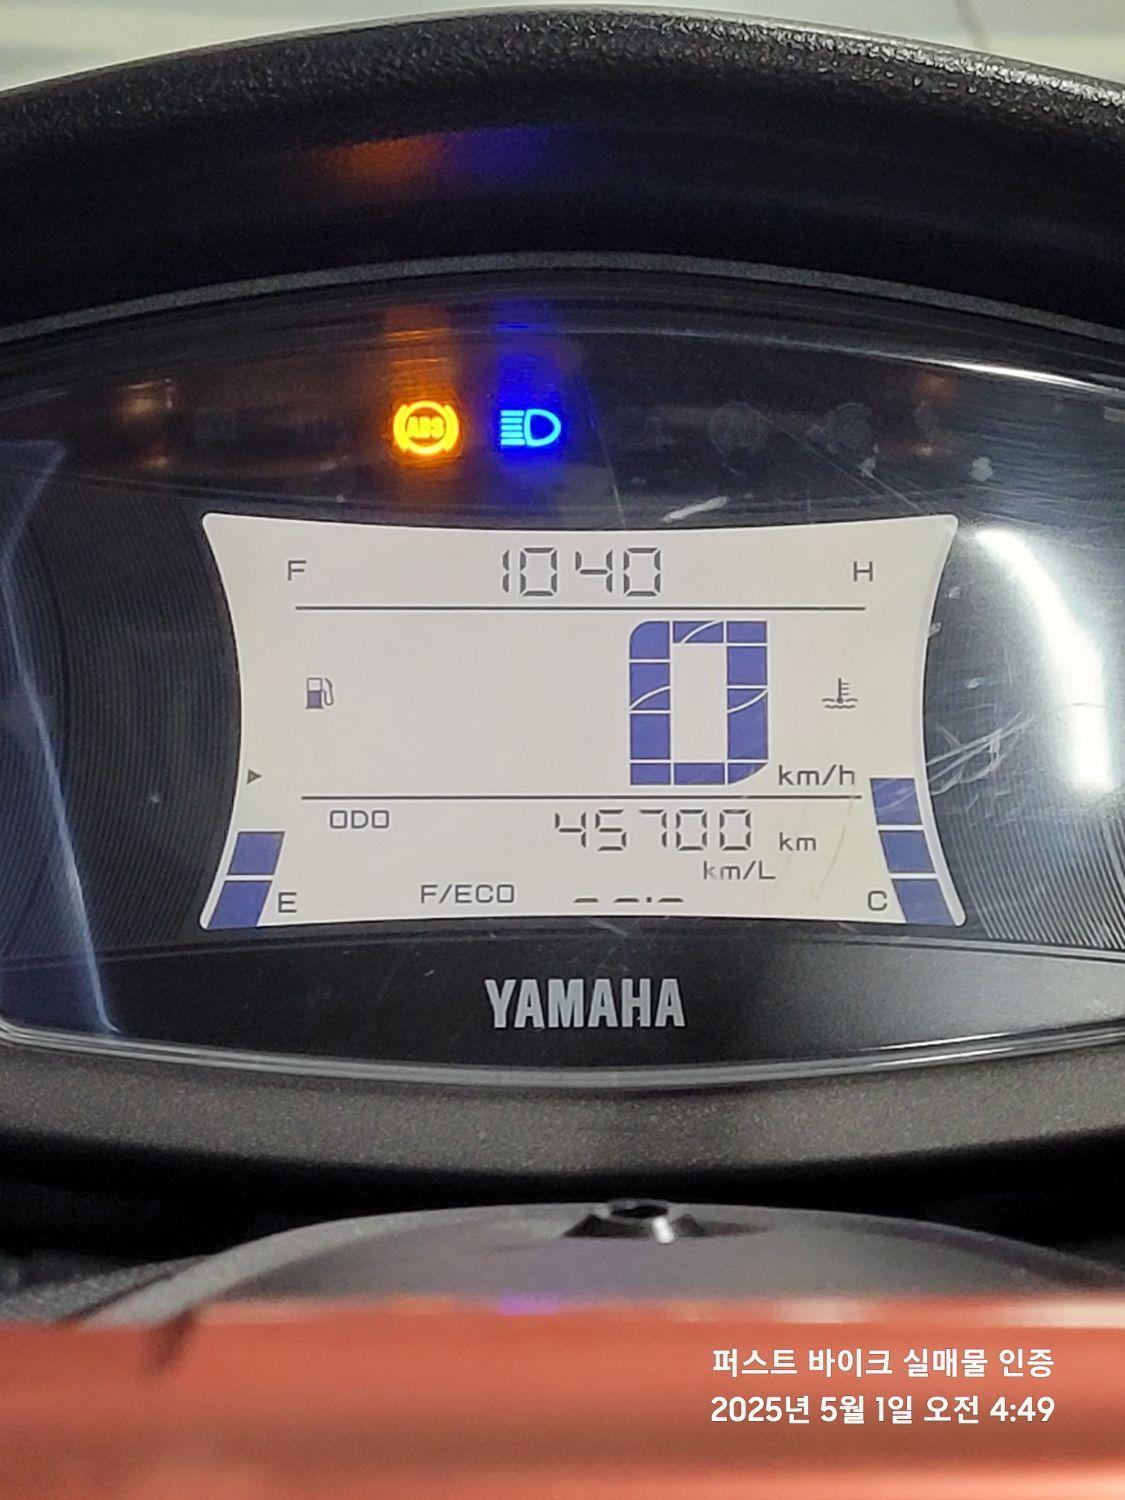 ABS
F 1040 H
0
km/h
ODO 45700 km
km/L
E F/ECO C
YAMAHA
퍼스트 바이크 실매물 인증
2025년 5월 1일 오전 4:49